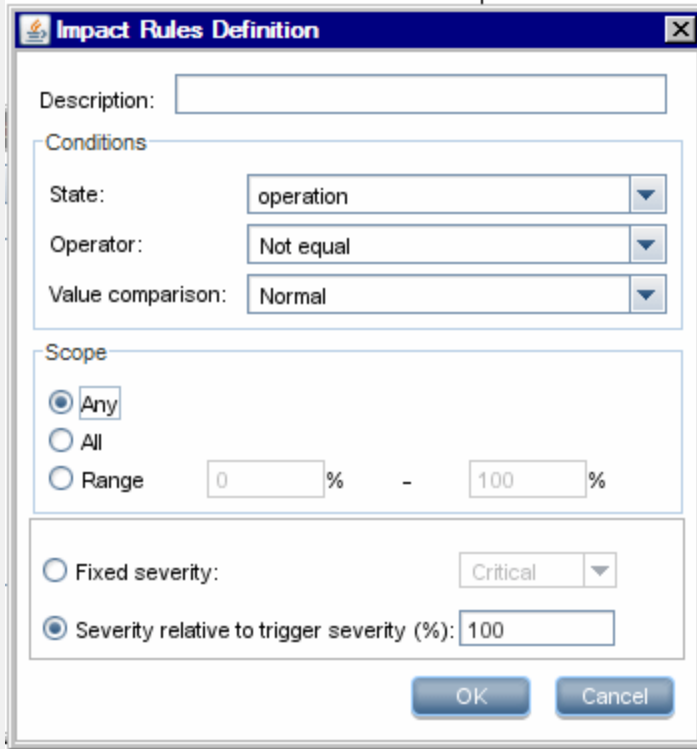 Impact Rules Definition
Description:
Conditions
State: operation
Operator: Not equal
Value comparison: Normal
Scope
Any
All
Range 0 % - 100 %
Fixed severity: Critical
Severity relative to trigger severity (%): 100
OK Cancel